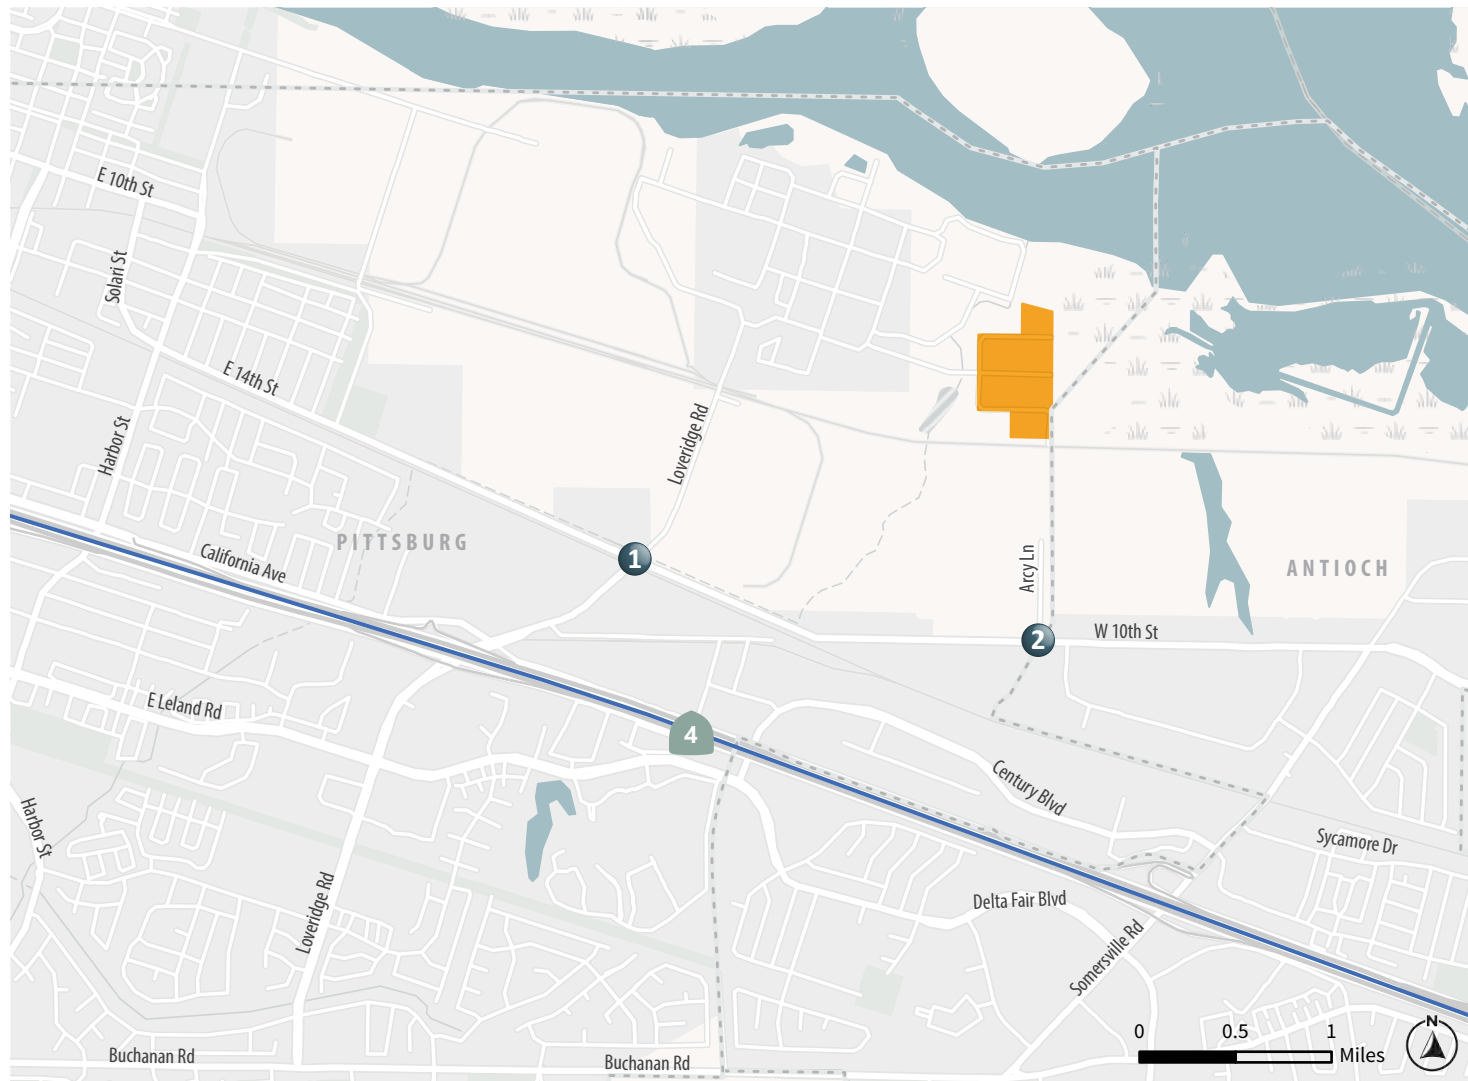 E 10th St
Solari St
E 14th St
Harbor St
Loveridge Rd
1
PITTSBURG
California Ave
Arcy Ln
ANTIOCH
2
W 10th St
E Leland Rd
4
Century Blvd
Harbor St
Sycamore Dr
Loveridge Rd
Delta Fair Blvd
Somersville Rd
N
0 0.5 1
Miles
Buchanan Rd
Buchanan Rd